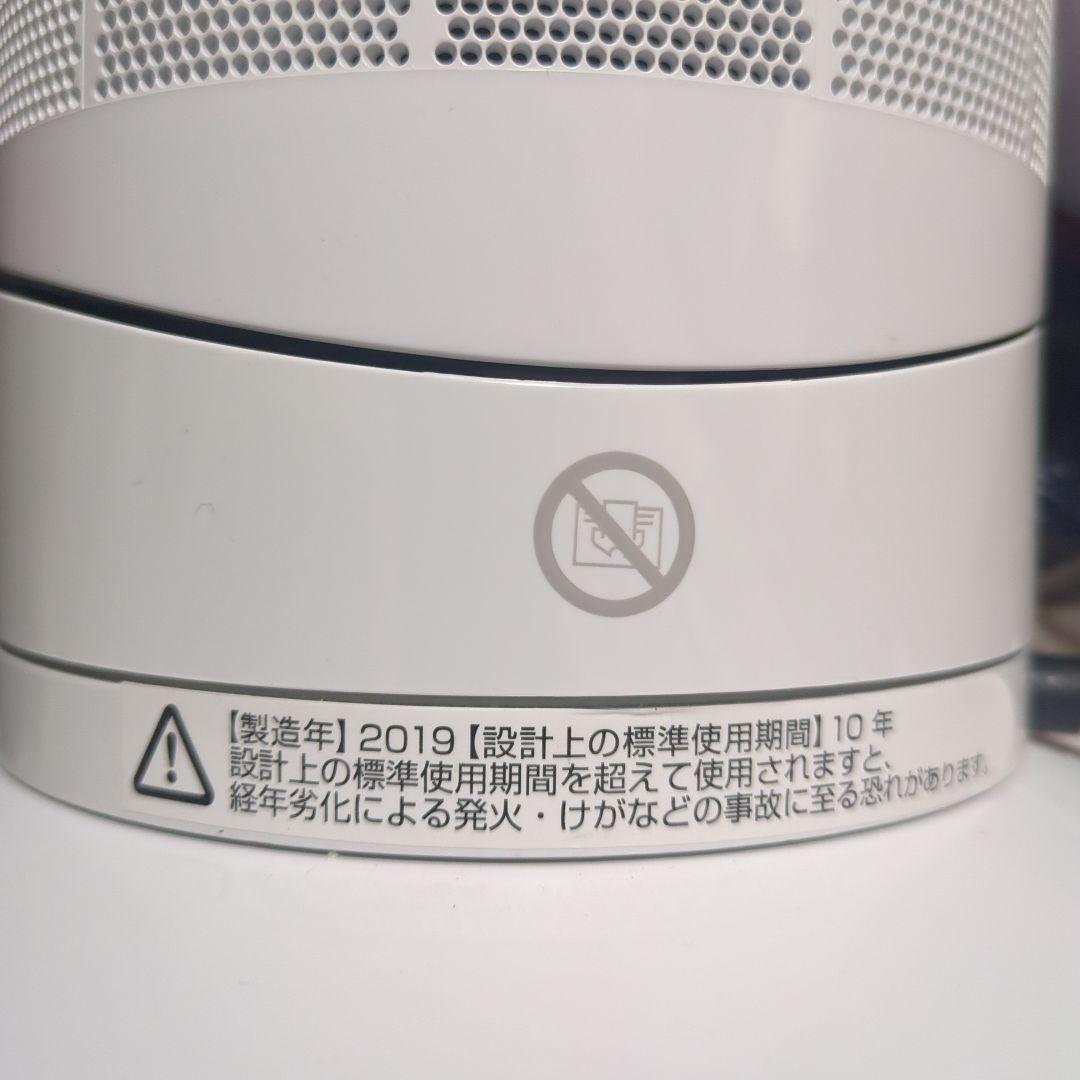 【製造年】2019【設計上の標準使用期間】10年
設計上の標準使用期間を超えて使用されますと、
経年劣化による発火・けがなどの事故に至る恐れがあります。